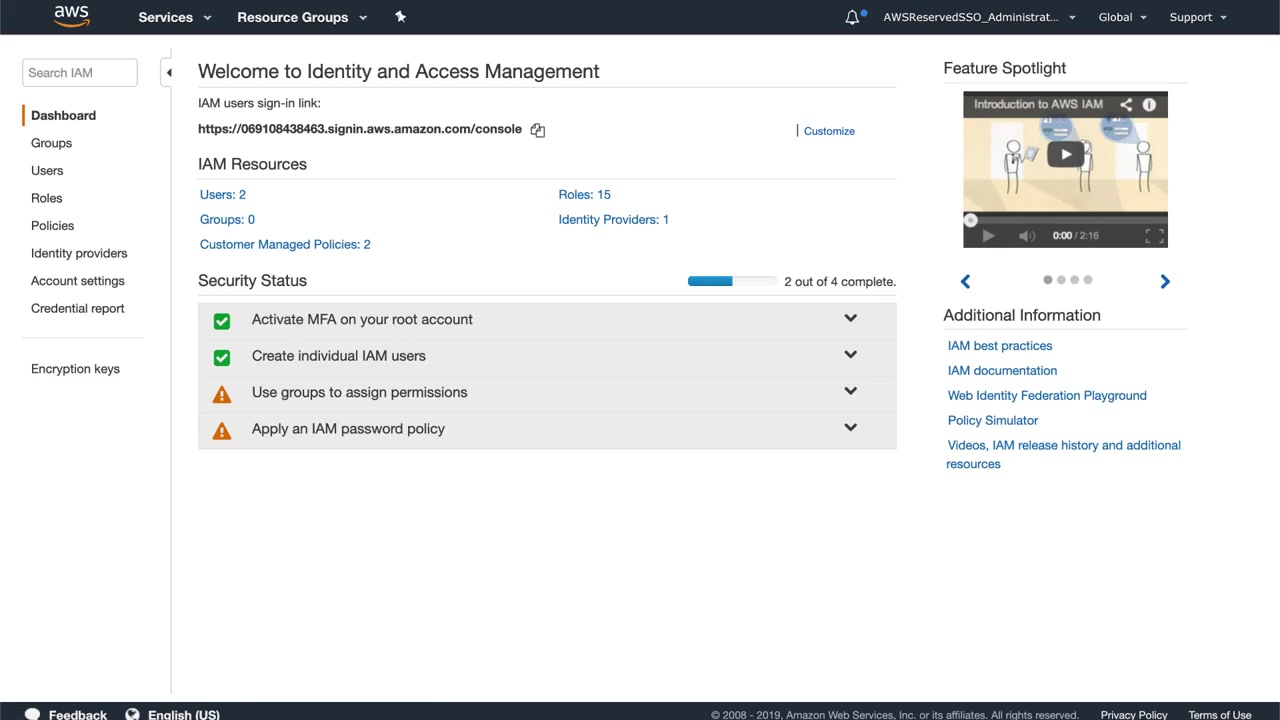 aws
Services
Resource Groups
AWSReservedSSO_Administrat...
Global
Support
Search IAM
Dashboard
Groups
Users
Roles
Policies
Identity providers
Account settings
Credential report
Encryption keys
Welcome to Identity and Access Management
IAM users sign-in link:
https://069108438463.signin.aws.amazon.com/console
| Customize
IAM Resources
Users: 2
Roles: 15
Groups: 0
Identity Providers: 1
Customer Managed Policies: 2
Security Status
2 out of 4 complete.
Activate MFA on your root account
Create individual IAM users
Use groups to assign permissions
Apply an IAM password policy
Feature Spotlight
Introduction to AWS IAM
0:00 / 2:16
Additional Information
IAM best practices
IAM documentation
Web Identity Federation Playground
Policy Simulator
Videos, IAM release history and additional
resources
Feedback
English (US)
© 2008 - 2019, Amazon Web Services, Inc. or its affiliates. All rights reserved.
Privacy Policy
Terms of Use